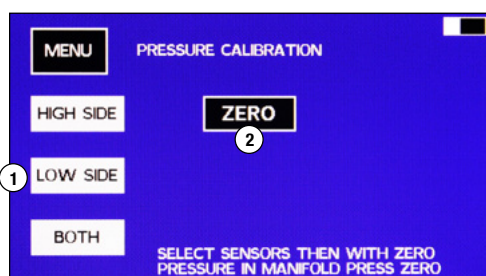 MENU PRESSURE CALIBRATION
HIGH SIDE ZERO
2
1 LOW SIDE
BOTH
SELECT SENSORS THEN WITH ZERO
PRESSURE IN MANIFOLD PRESS ZERO